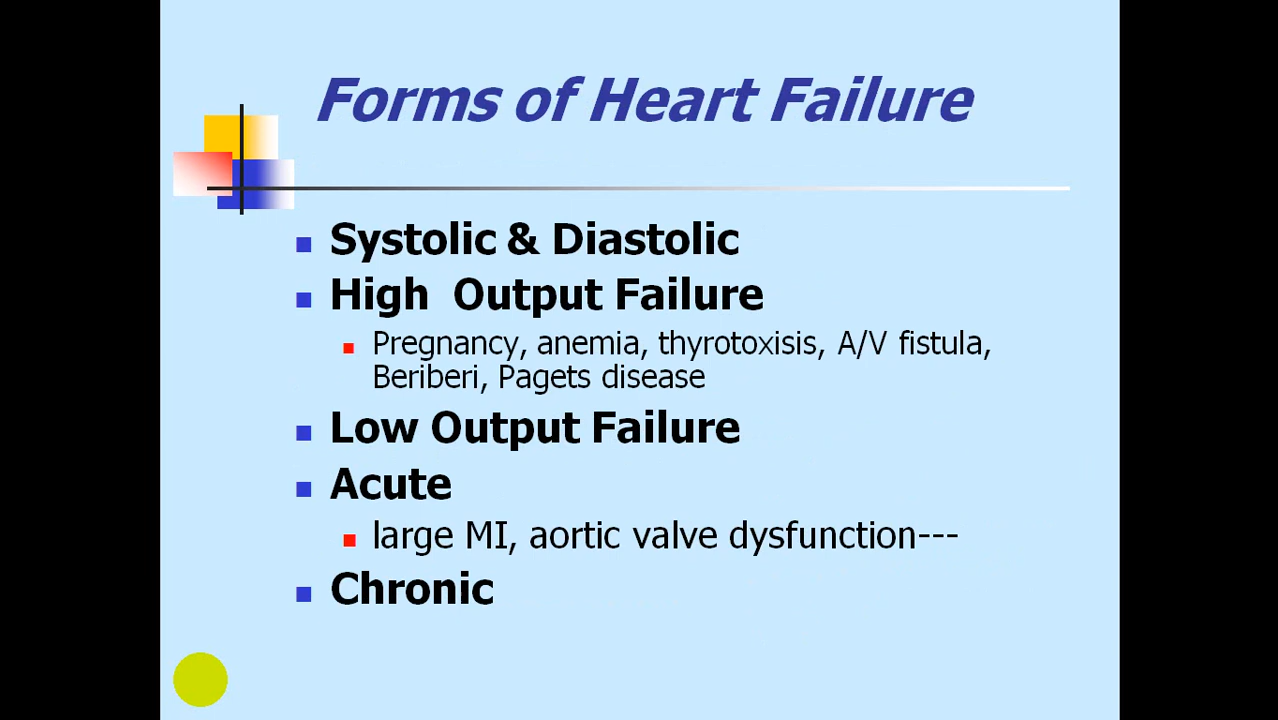 Forms of Heart Failure
Systolic & Diastolic
High Output Failure
Pregnancy, anemia, thyrotoxisis, A/V fistula,
Beriberi, Pagets disease
Low Output Failure
Acute
large MI, aortic valve dysfunction---
Chronic